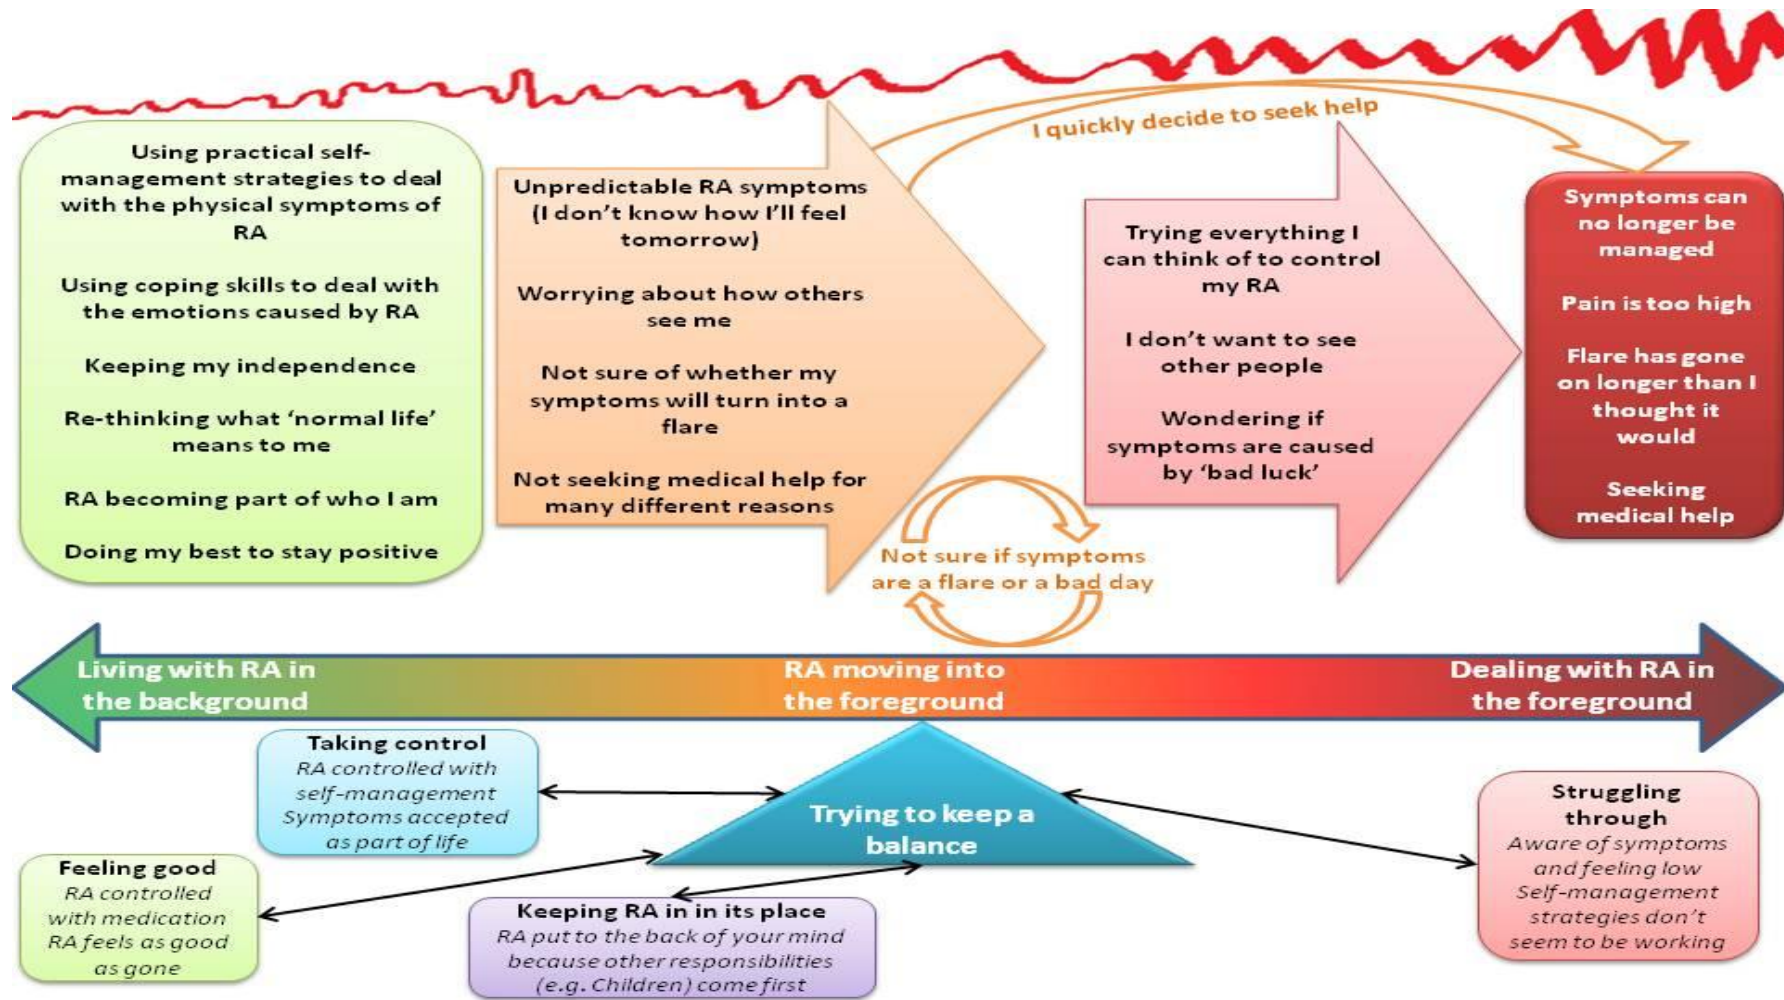 I quickly decide to seek help
Using practical self-
management strategies to deal
with the physical symptoms of
RA
Using coping skills to deal with
the emotions caused by RA
Keeping my independence
Re-thinking what ‘normal life’
means to me
RA becoming part of who I am
Doing my best to stay positive
Unpredictable RA symptoms
(I don’t know how I’ll feel
tomorrow)
Worrying about how others
see me
Not sure of whether my
symptoms will turn into a
flare
Not seeking medical help for
many different reasons
Not sure if symptoms
are a flare or a bad day
Trying everything I
can think of to control
my RA
I don’t want to see
other people
Wondering if
symptoms are caused
by ‘bad luck’
Symptoms can
no longer be
managed
Pain is too high
Flare has gone
on longer than I
thought it
would
Seeking
medical help
Living with RA in
the background
RA moving into
the foreground
Dealing with RA in
the foreground
Taking control
RA controlled with
self-management
Symptoms accepted
as part of life
Trying to keep a
balance
Feeling good
RA controlled
with medication
RA feels as good
as gone
Keeping RA in in its place
RA put to the back of your mind
because other responsibilities
(e.g. Children) come first
Struggling
through
Aware of symptoms
and feeling low
Self-management
strategies don’t
seem to be working